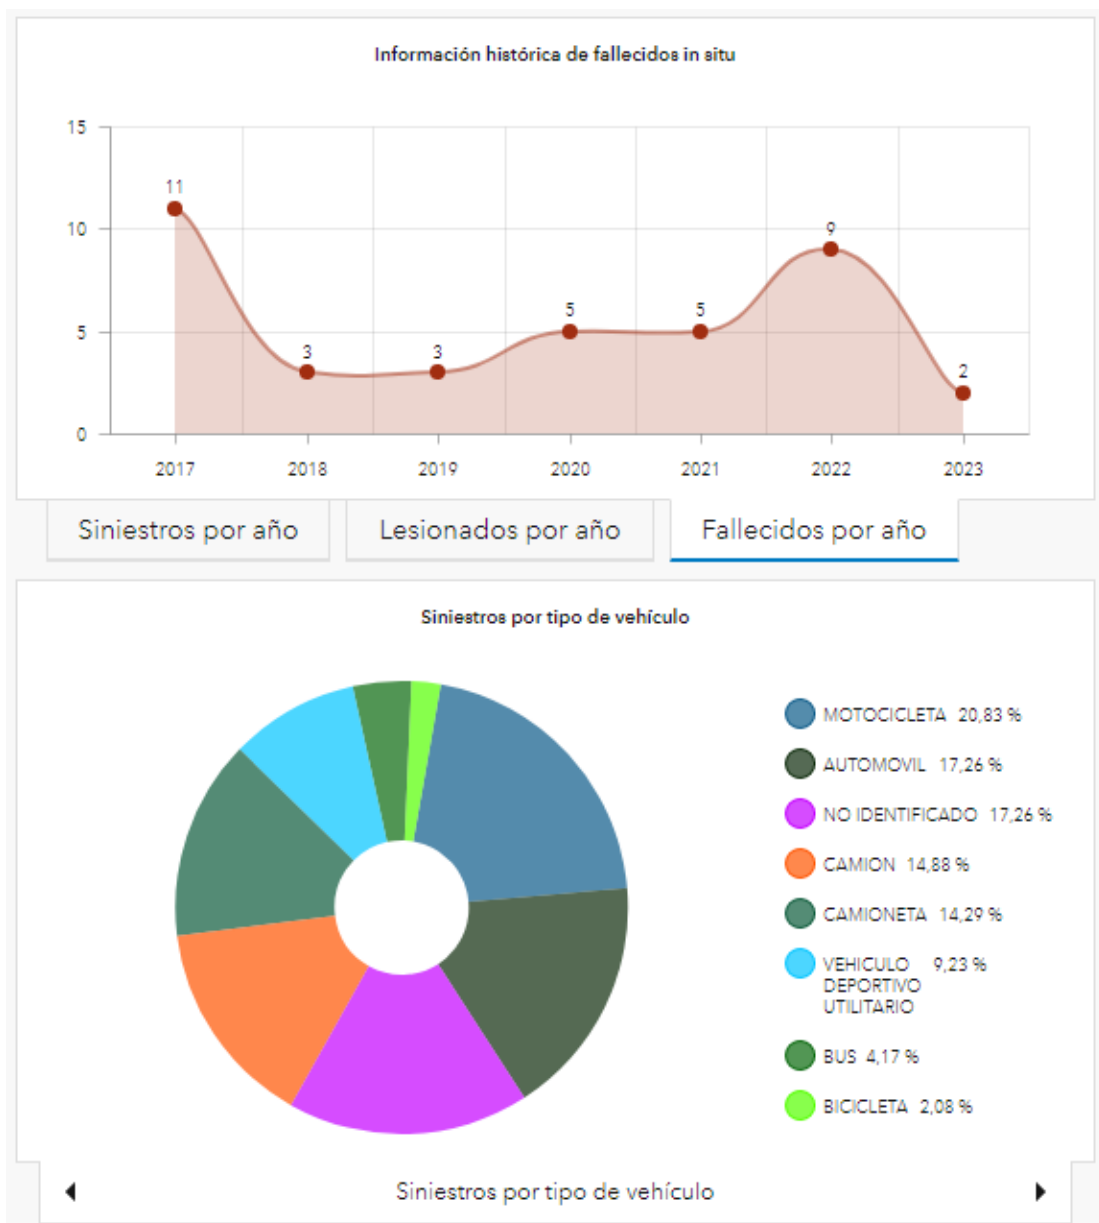 Información histórica de fallecidos in situ
15
10
5
0
11
3
3
5
5
9
2
2017 2018 2019 2020 2021 2022 2023
Siniestros por año Lesionados por año Fallecidos por año
Siniestros por tipo de vehículo
MOTOCICLETA 20,83 %
AUTOMOVIL 17,26 %
NO IDENTIFICADO 17,26 %
CAMION 14,88 %
CAMIONETA 14,29 %
VEHICULO 9,23 %
DEPORTIVO
UTILITARIO
BUS 4,17 %
BICICLETA 2,08 %
Siniestros por tipo de vehículo